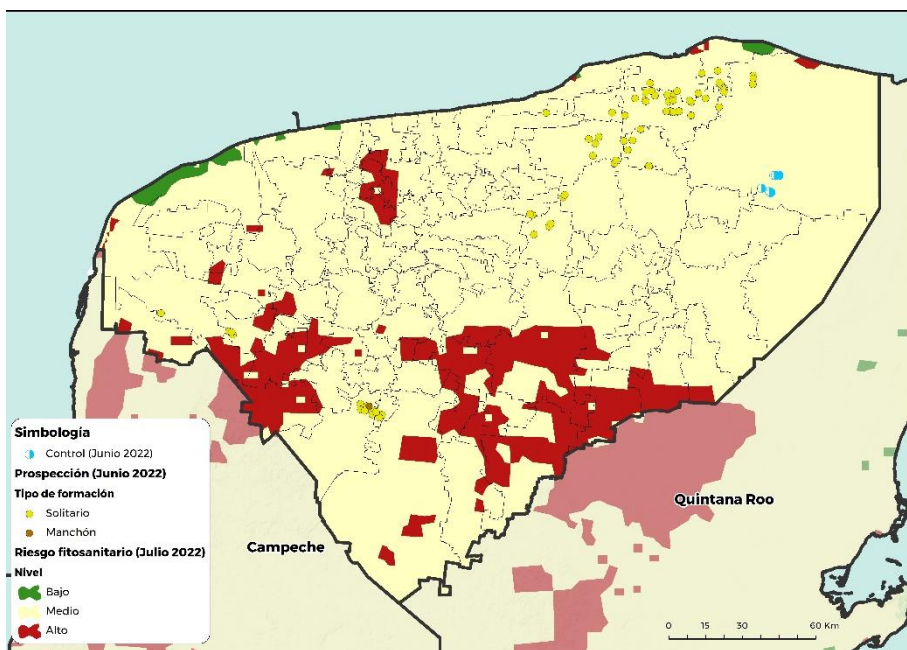 Simbología
Control (Junio 2022)
Prospección (Junio 2022)
Tipo de formación
Solitario
Manchón
Riesgo fitosanitario (Julio 2022)
Nivel
Bajo
Medio
Alto
Campeche
Quintana Roo
0 15 30 60 Km